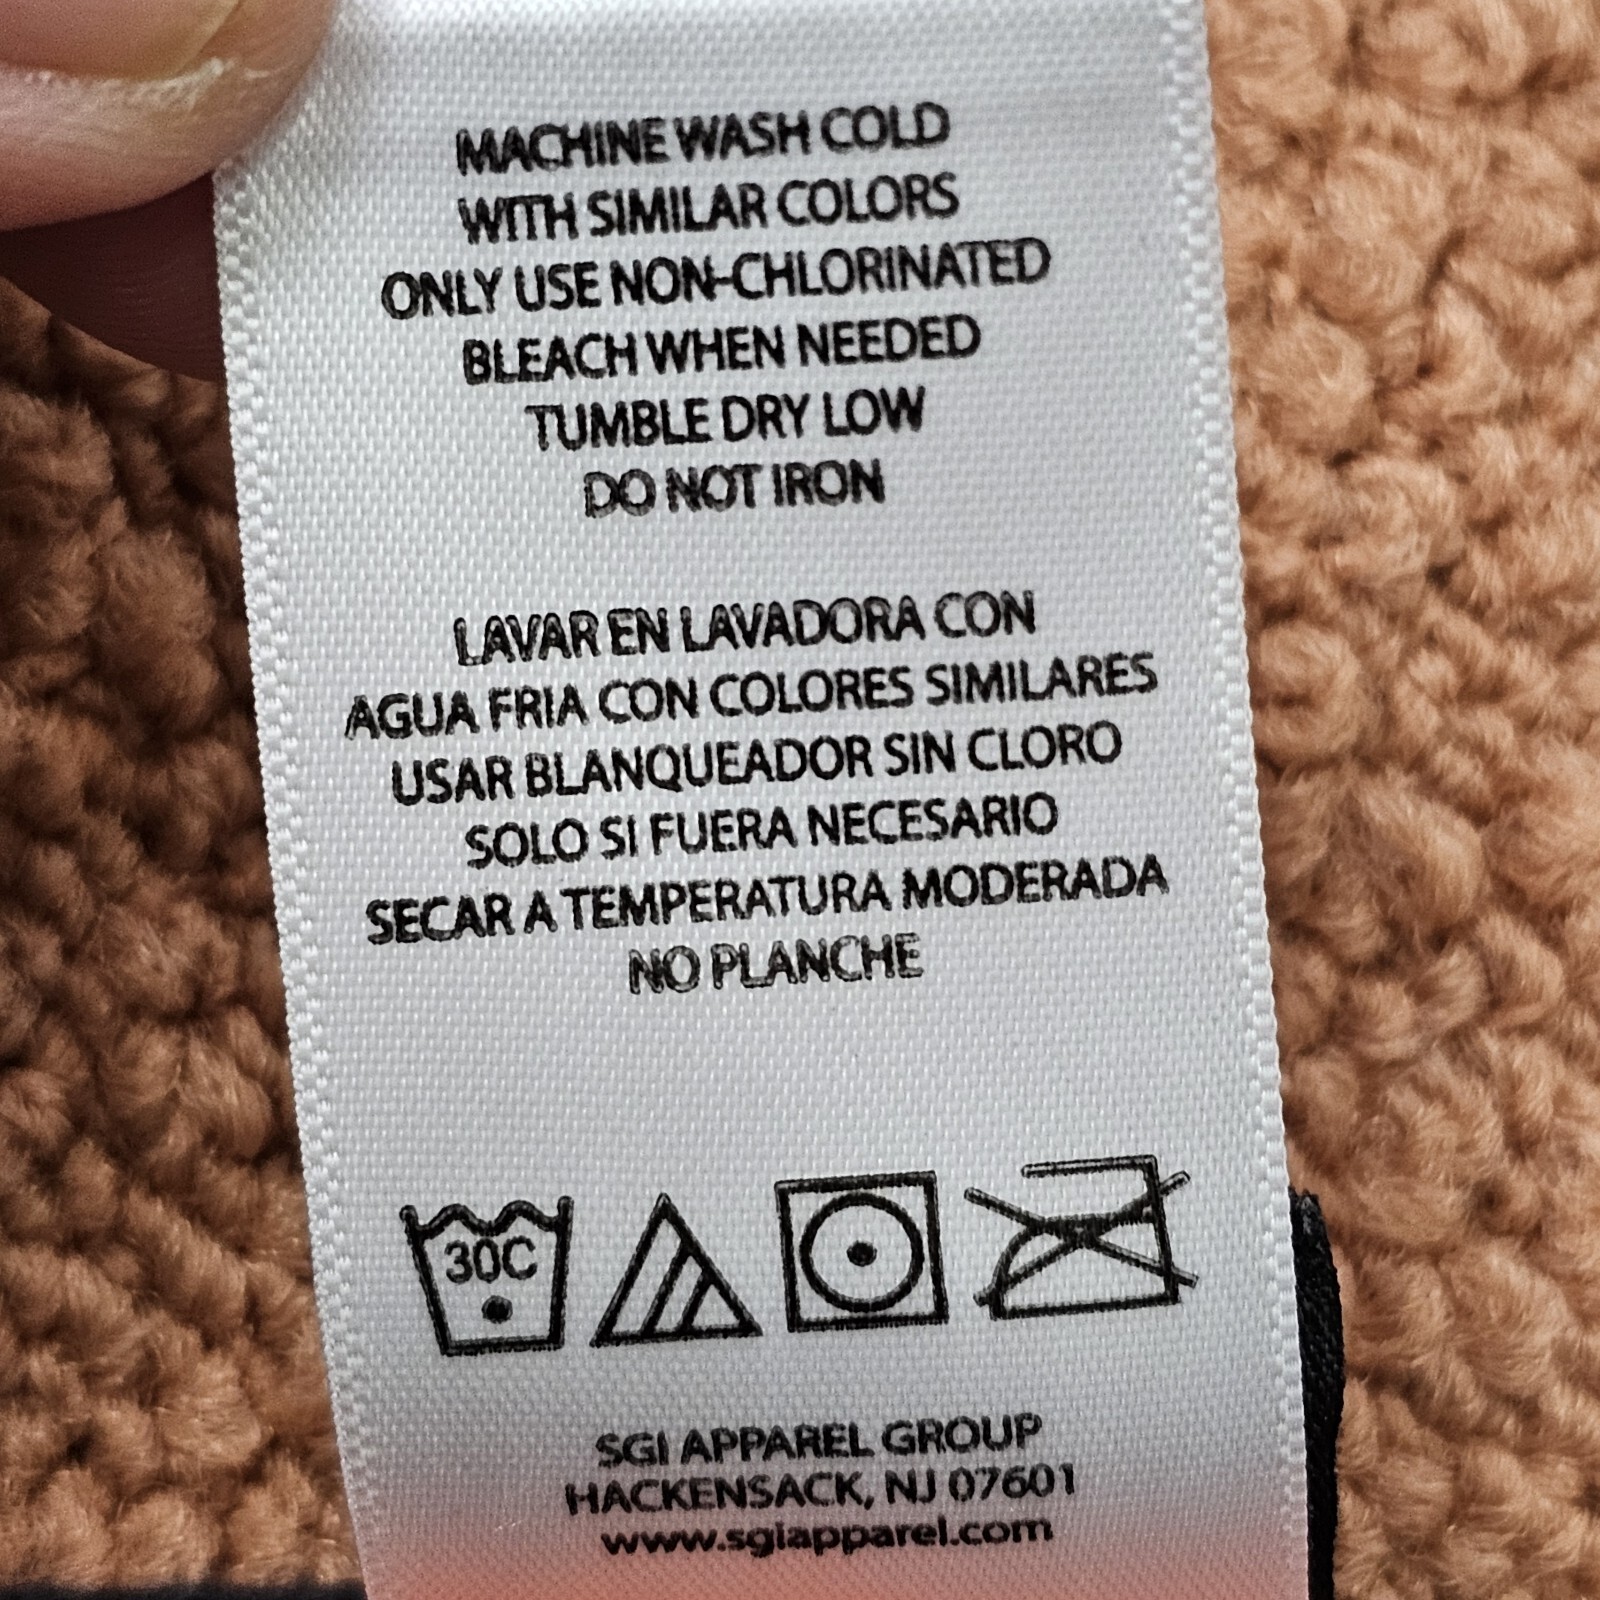 MACHINE WASH COLD
WITH SIMILAR COLORS
ONLY USE NON-CHLORINATED
BLEACH WHEN NEEDED
TUMBLE DRY LOW
DO NOT IRON
LAVAR EN LAVADORA CON
AGUA FRIA CON COLORES SIMILARES
USAR BLANQUEADOR SIN CLORO
SOLO SI FUERA NECESARIO
SECAR A TEMPERATURA MODERADA
NO PLANCHE
30C
SGI APPAREL GROUP
HACKENSACK, NJ 07601
www.sgiapparel.com